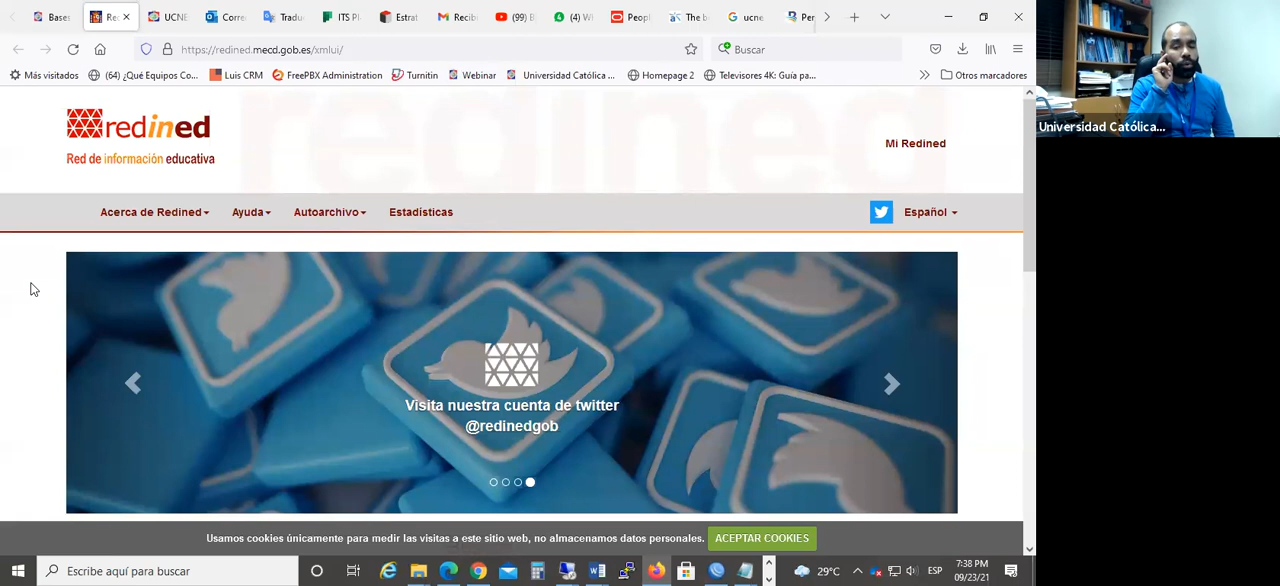 Bases
Re
UCNE
Corre
Tradu
ITS Pl
Estrat
Recib
(99) B
(4) W
Peopl
The b
ucne
Per
https://redined.mecd.gob.es/xmlui/
Buscar
Más visitados
(64) ¿Qué Equipos Co...
Luis CRM
FreePBX Administration
Turnitin
Webinar
Universidad Católica ...
Homepage 2
Televisores 4K: Guía pa...
Otros marcadores
redined
Red de información educativa
Mi Redined
Acerca de Redined
Ayuda
Autoarchivo
Estadísticas
Español
Visita nuestra cuenta de twitter
@redinedgob
Usamos cookies únicamente para medir las visitas a este sitio web, no almacenamos datos personales.
ACEPTAR COOKIES
Universidad Católica...
Escribe aquí para buscar
29°C
ESP
7:38 PM
09/23/21